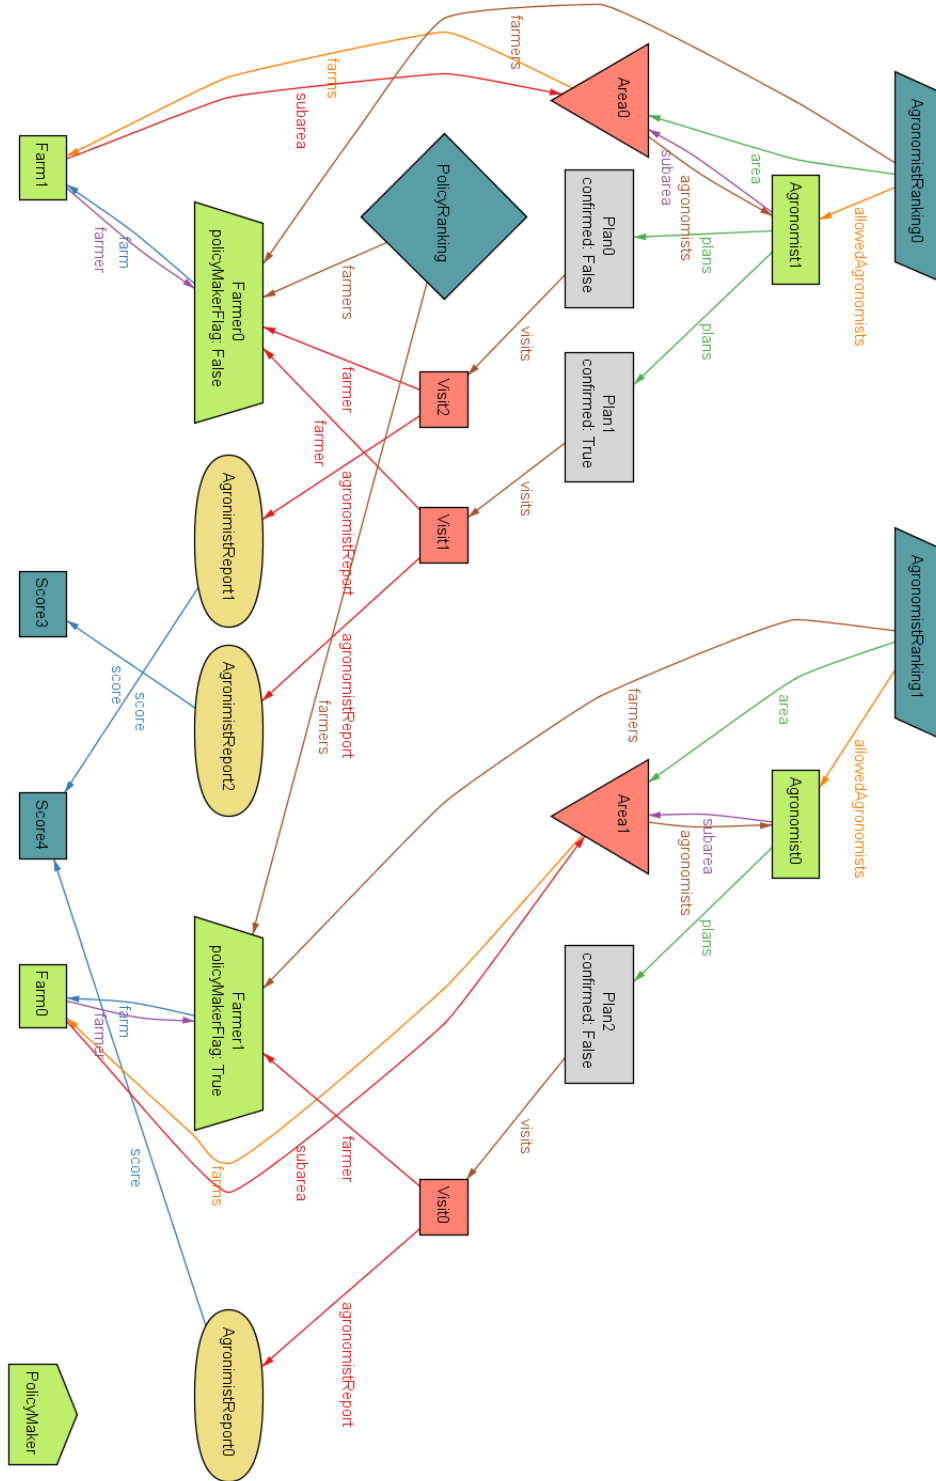 AgronomistRanking0
AgronomistRanking1
farmers
area
allowedAgronomists
farmers
area
allowedAgronomists
Agronomist1
Agronomist0
subarea
agronomists
plans
plans
subarea
agronomists
plans
Area0
Plan0
confirmed: False
Plan1
confirmed: True
Area1
Plan2
confirmed: False
farms
subarea
visits
visits
visits
PolicyRanking
Visit2
Visit1
Visit0
farmers
farmer
farmer
agronomistReport
agronomistReport
farmers
farms
subarea
farmer
agronomistReport
Farmer0
policyMakerFlag: False
AgronimistReport1
AgronimistReport2
Farmer1
policyMakerFlag: True
AgronimistReport0
farm
farmer
score
score
farm
farmer
score
Farm1
Score3
Score4
Farm0
PolicyMaker